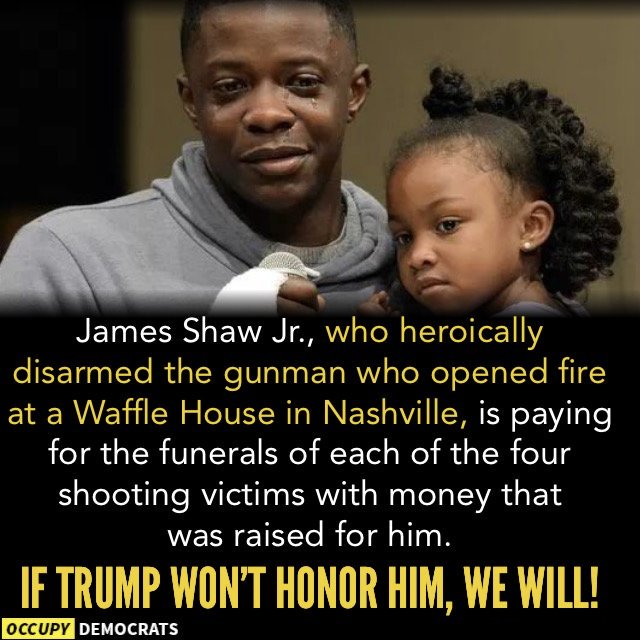 James Shaw Jr., who heroically
disarmed the gunman who opened fire
at a Waffle House in Nashville, is paying
for the funerals of each of the four
shooting victims with money that
was raised for him.
IF TRUMP WON'T HONOR HIM, WE WILL!
OCCUPY DEMOCRATS